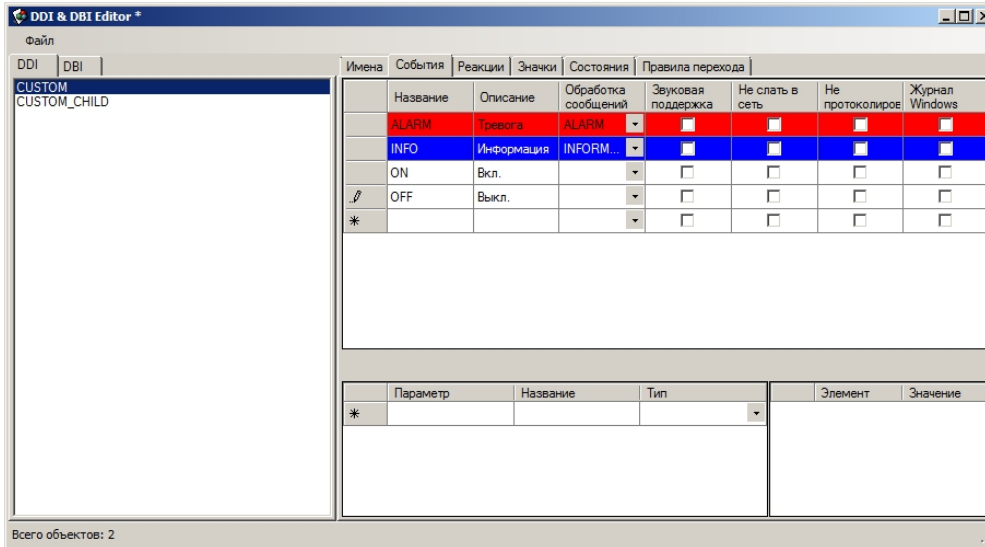 DDI & DBI Editor *
Файл
DDI DBI
CUSTOM
CUSTOM_CHILD
Имена События Реакции Значки Состояния Правила перехода
Название Описание Обработка сообщений Звуковая поддержка Не слать в сеть Не протоколиров Журнал Windows
ALARM Тревога ALARM
INFO Информация INFORM...
ON Вкл.
OFF Выкл.
Параметр Название Тип Элемент Значение
Всего объектов: 2